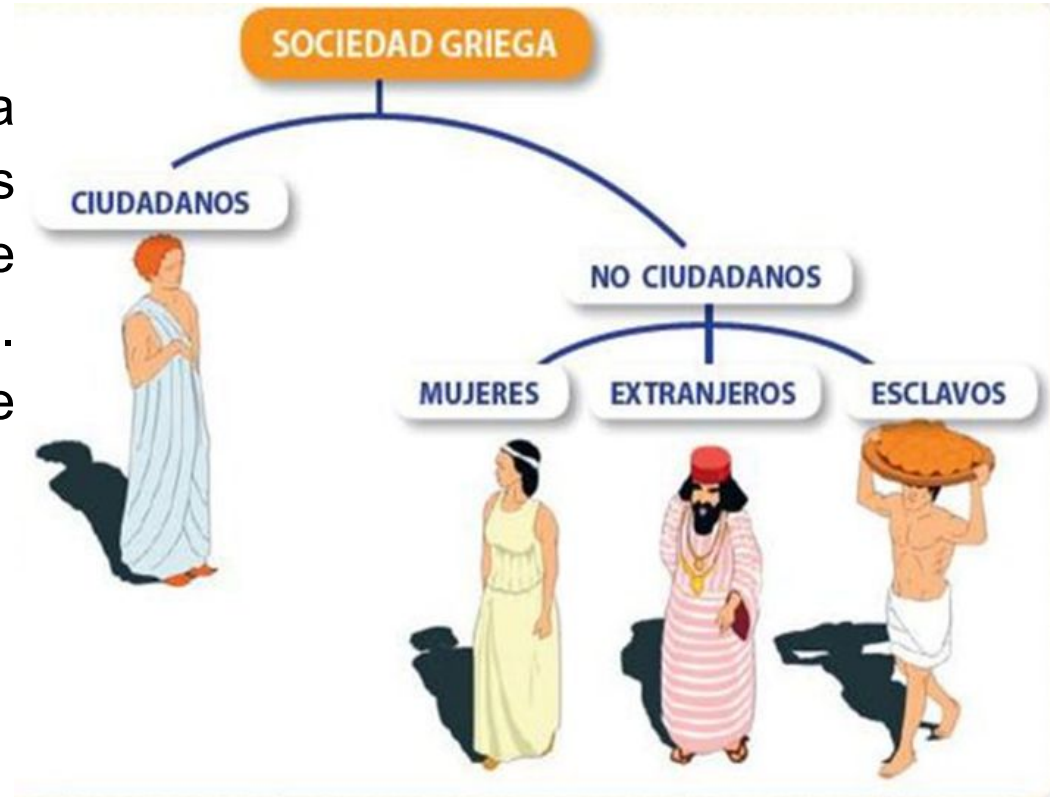 SOCIEDAD GRIEGA
a
s
e
.
e
CIUDADANOS
NO CIUDADANOS
MUJERES
EXTRANJEROS
ESCLAVOS